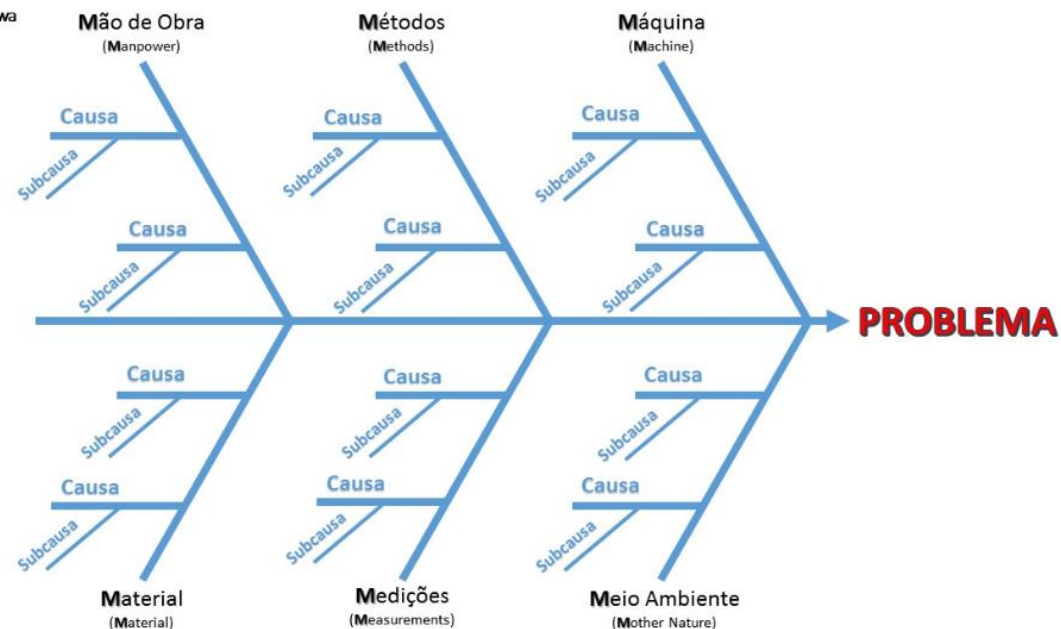 Mão de Obra
(Manpower)
Métodos
(Methods)
Máquina
(Machine)
Causa
Causa
Causa
Subcausa
Subcausa
Subcausa
Causa
Causa
Causa
Subcausa
Subcausa
Subcausa
PROBLEMA
Causa
Causa
Causa
Subcausa
Subcausa
Subcausa
Causa
Causa
Causa
Subcausa
Subcausa
Subcausa
Material
(Material)
Medições
(Measurements)
Meio Ambiente
(Mother Nature)